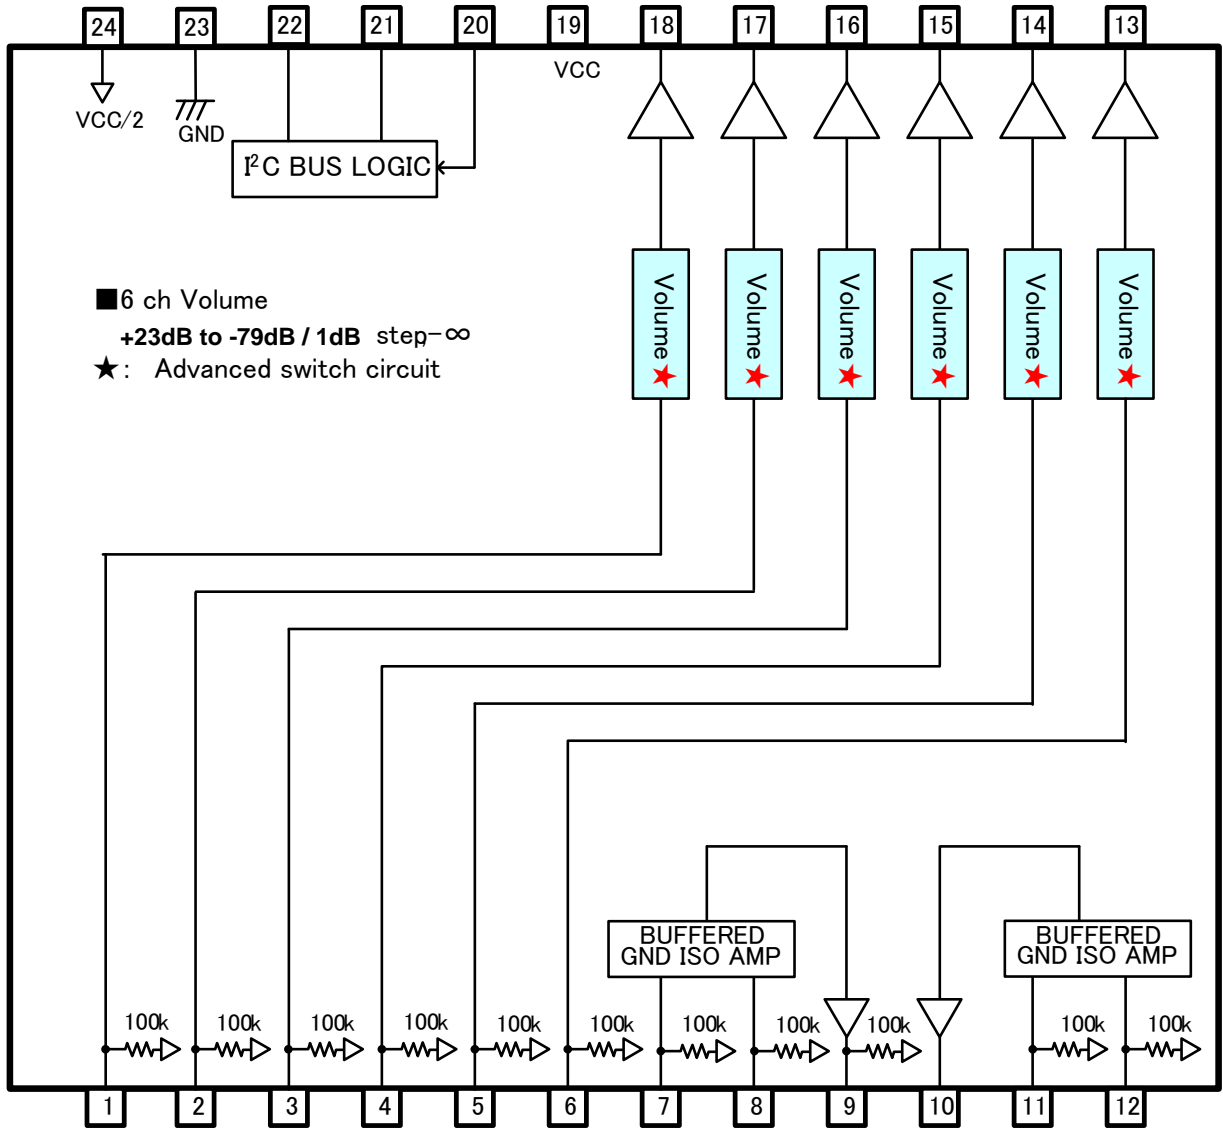 24 23 22 21 20 19 18 17 16 15 14 13
VCC
VCC/2
GND
I²C BUS LOGIC
■6 ch Volume
+23dB to -79dB / 1dB step-∞
★: Advanced switch circuit
Volume★
Volume★
Volume★
Volume★
Volume★
Volume★
BUFFERED
GND ISO AMP
BUFFERED
GND ISO AMP
100k 100k 100k 100k 100k 100k 100k 100k 100k 100k 100k
1 2 3 4 5 6 7 8 9 10 11 12